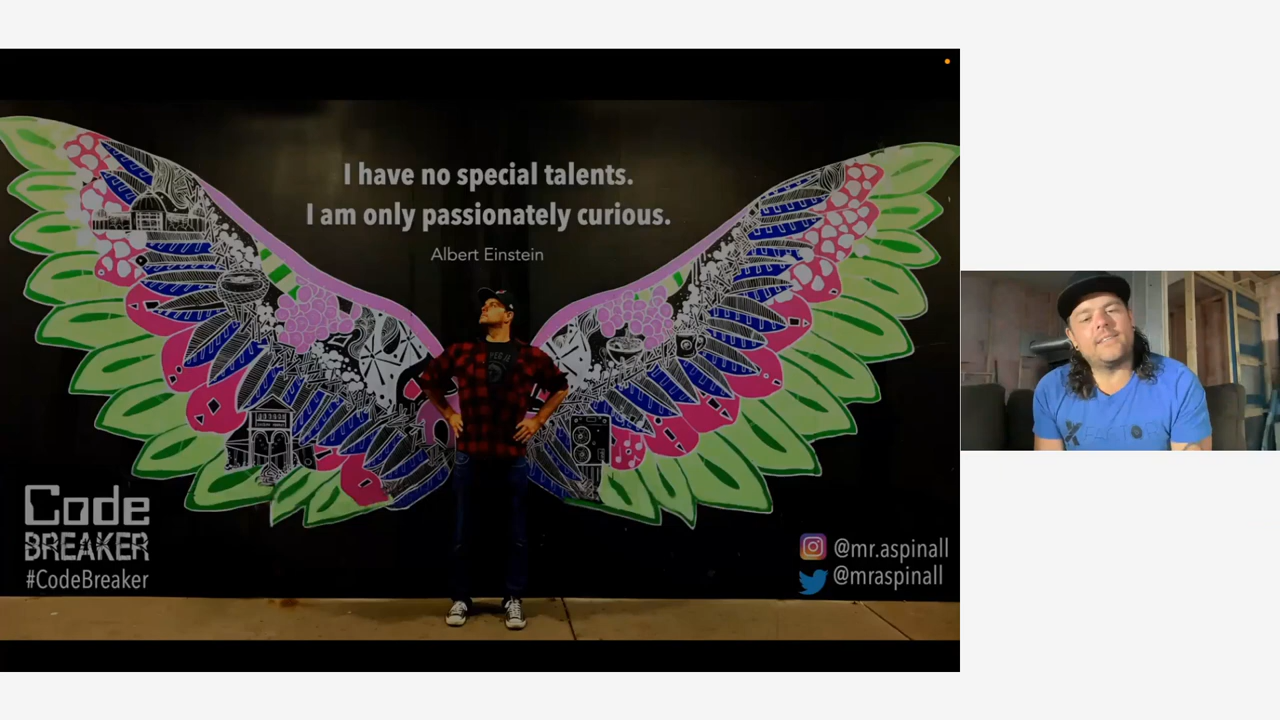 I have no special talents.
I am only passionately curious.
Albert Einstein
Code
BREAKER
#CodeBreaker
@mr.aspinall
@mraspinall